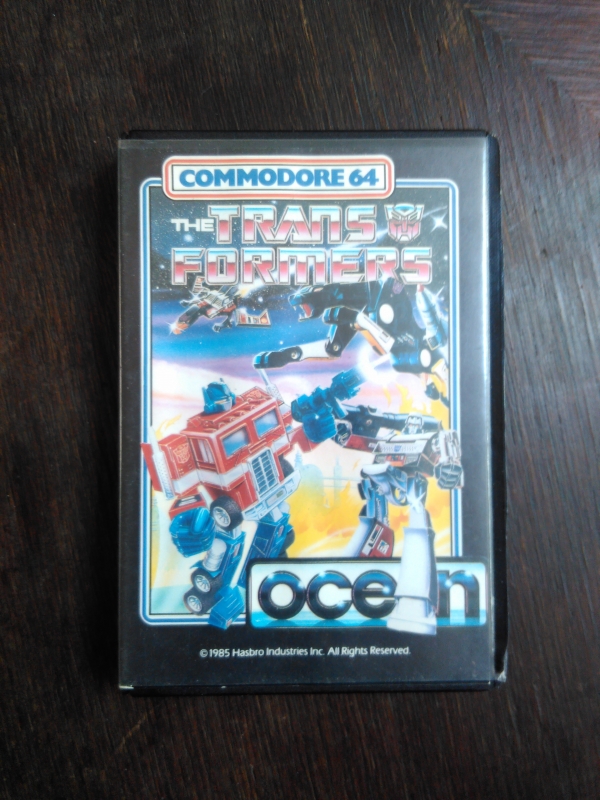 COMMODORE 64
THE TRANS
FORMERS
ocean
© 1985 Hasbro Industries Inc. All Rights Reserved.